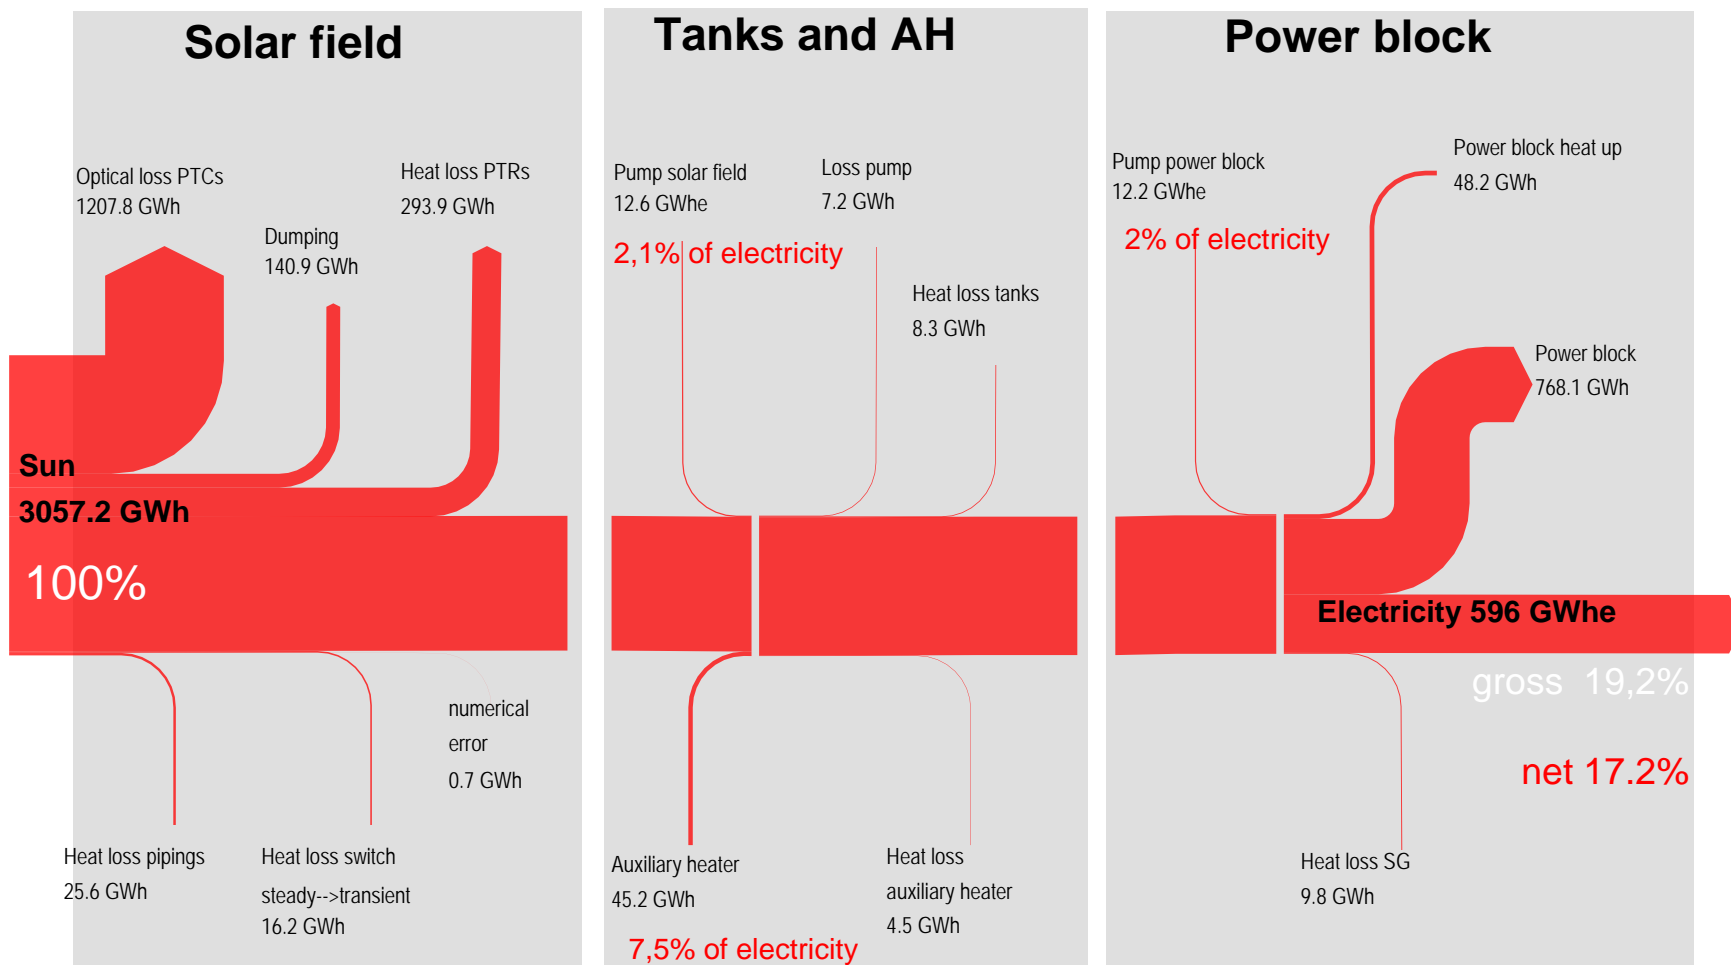 Solar field
Optical loss PTCs
1207.8 GWh
Dumping
140.9 GWh
Heat loss PTRs
293.9 GWh
Sun
3057.2 GWh
100%
numerical
error
0.7 GWh
Heat loss pipings
25.6 GWh
Heat loss switch
steady-->transient
16.2 GWh
Tanks and AH
Pump solar field
12.6 GWhe
2,1% of electricity
Loss pump
7.2 GWh
Heat loss tanks
8.3 GWh
Auxiliary heater
45.2 GWh
7,5% of electricity
Heat loss
auxiliary heater
4.5 GWh
Power block
Pump power block
12.2 GWhe
2% of electricity
Power block heat up
48.2 GWh
Power block
768.1 GWh
Electricity 596 GWhe
gross 19,2%
net 17.2%
Heat loss SG
9.8 GWh